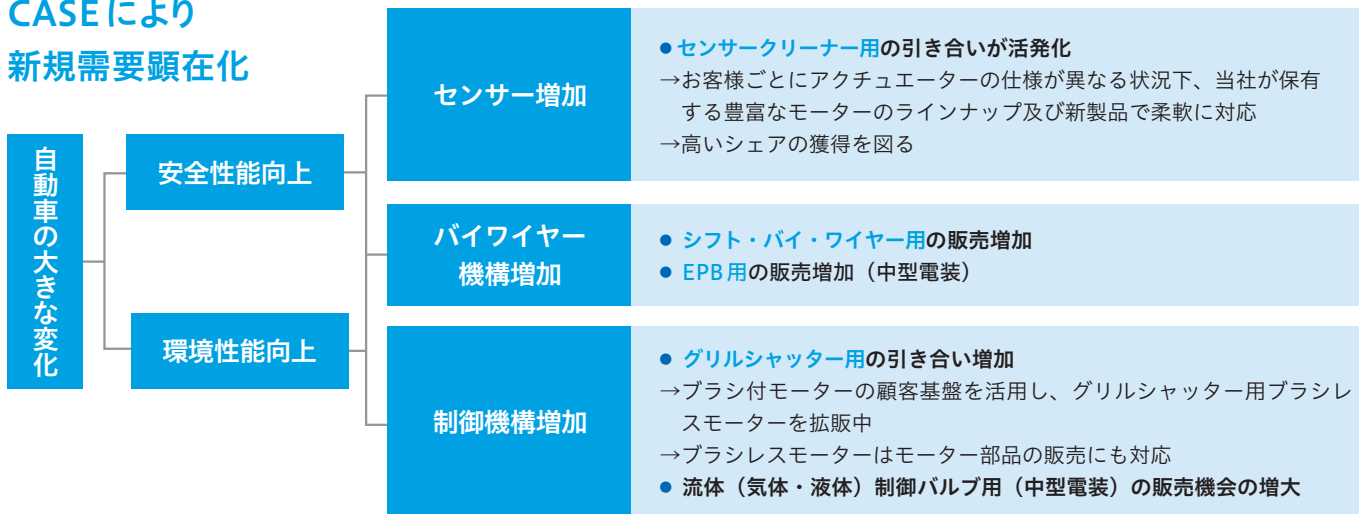 CASEにより
新規需要顕在化
自動車の大きな変化
安全性能向上
環境性能向上
センサー増加
●センサークリーナー用の引き合いが活発化
→お客様ごとにアクチュエーターの仕様が異なる状況下、当社が保有
する豊富なモーターのラインナップ及び新製品で柔軟に対応
→高いシェアの獲得を図る
バイワイヤー
機構増加
● シフト・バイ・ワイヤー用の販売増加
● EPB用の販売増加（中型電装）
制御機構増加
● グリルシャッター用の引き合い増加
→ブラシ付モーターの顧客基盤を活用し、グリルシャッター用ブラシレ
スモーターを拡販中
→ブラシレスモーターはモーター部品の販売にも対応
● 流体（気体・液体）制御バルブ用（中型電装）の販売機会の増大